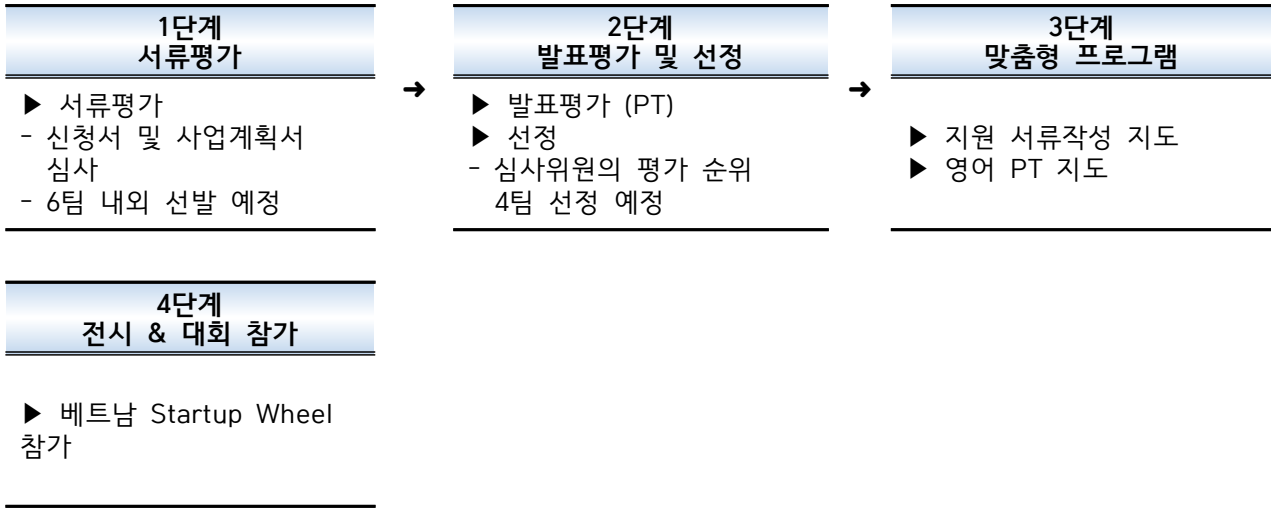 1단계
서류평가
▶ 서류평가
- 신청서 및 사업계획서
심사
- 6팀 내외 선발 예정
➜
2단계
발표평가 및 선정
▶ 발표평가 (PT)
▶ 선정
- 심사위원의 평가 순위
4팀 선정 예정
➜
3단계
맞춤형 프로그램
▶ 지원 서류작성 지도
▶ 영어 PT 지도
4단계
전시 & 대회 참가
▶ 베트남 Startup Wheel
참가